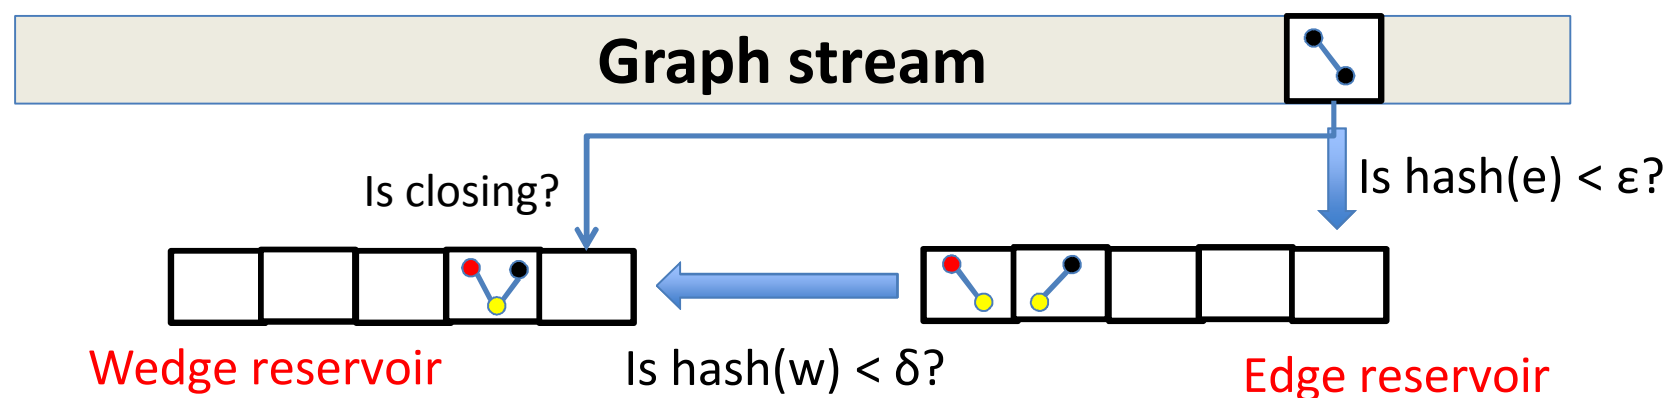 Graph stream
Is closing?
Is hash(e) < ε?
Wedge reservoir
Is hash(w) < δ?
Edge reservoir